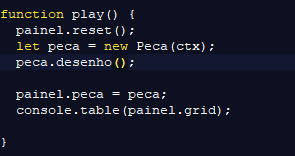 function play() {
  painel.reset();
  let peca = new Peca(ctx);
  peca.desenho();

  painel.peca = peca;
  console.table(painel.grid);

}